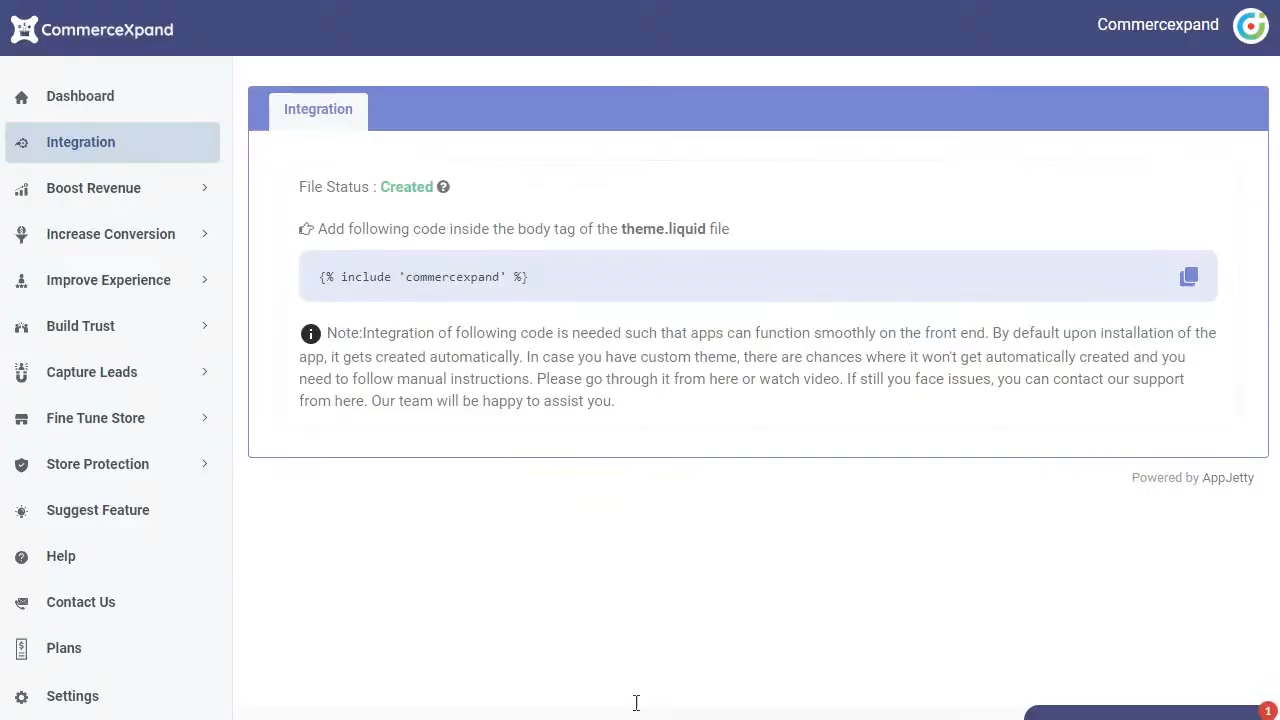 CommerceXpand
Commercexpand
Dashboard
Integration
Boost Revenue
Increase Conversion
Improve Experience
Build Trust
Capture Leads
Fine Tune Store
Store Protection
Suggest Feature
Help
Contact Us
Plans
Settings
Integration
File Status : Created
Add following code inside the body tag of the theme.liquid file
{% include 'commercexpand' %}
Note:Integration of following code is needed such that apps can function smoothly on the front end. By default upon installation of the
app, it gets created automatically. In case you have custom theme, there are chances where it won't get automatically created and you
need to follow manual instructions. Please go through it from here or watch video. If still you face issues, you can contact our support
from here. Our team will be happy to assist you.
Powered by AppJetty
1